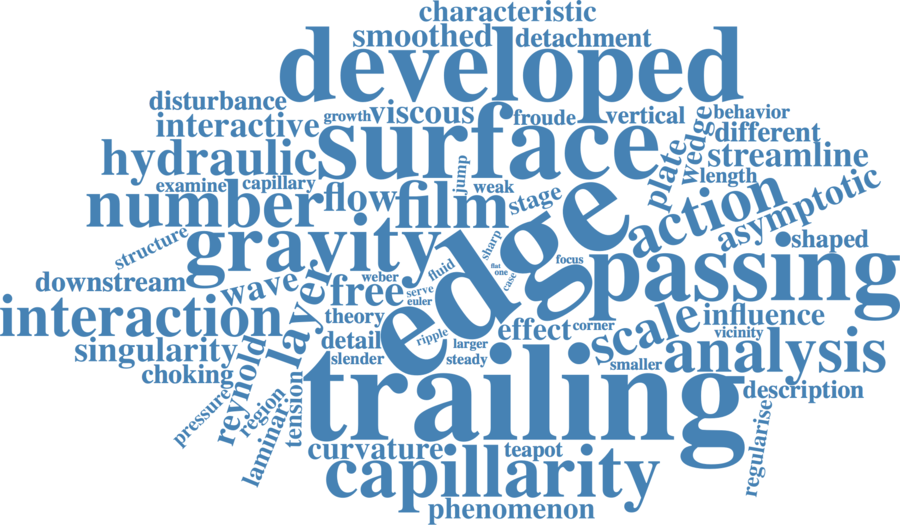 characteristic
smoothed
detachment
developed
disturbance
growth
viscous
froude
vertical
behavior
interactive
surface
different
hydraulic
plate
wedge
streamline
jump
examine
capillary
weak
length
number
flow
film
stage
edge
action
asymptotic
structure
gravity
sharp
shaped
downstream
wave
weber
fluid
flat
one
case
focus
passing
free
serve
euler
interaction
layer
theory
ripple
effect
corner
scale
influence
vicinity
singularity
detail
slender
larger
steady
smaller
analysis
choking
reynold
trailing
description
pressure
region
laminar
tension
regularise
curvature
teapot
capillarity
phenomenon